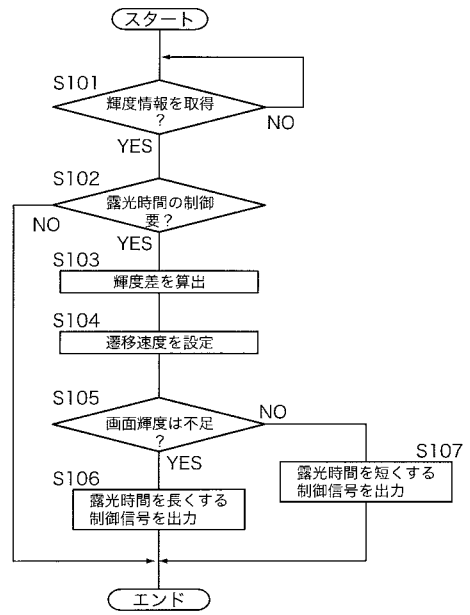 スタート
S101
輝度情報を取得
?
NO
YES
S102
露光時間の制御
要?
NO
YES
S103
輝度差を算出
S104
遷移速度を設定
S105
画面輝度は不足
?
NO
YES
S106
露光時間を長くする
制御信号を出力
S107
露光時間を短くする
制御信号を出力
エンド